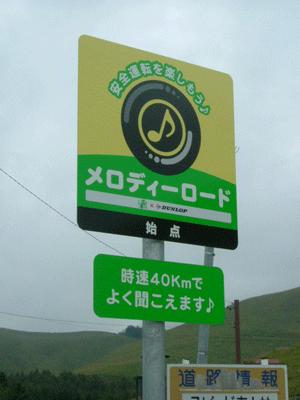 安全運転を楽しもう♪
メロディーロード
× DUNLOP
始点
時速40Kmで
よく聞こえます♪
道路情報